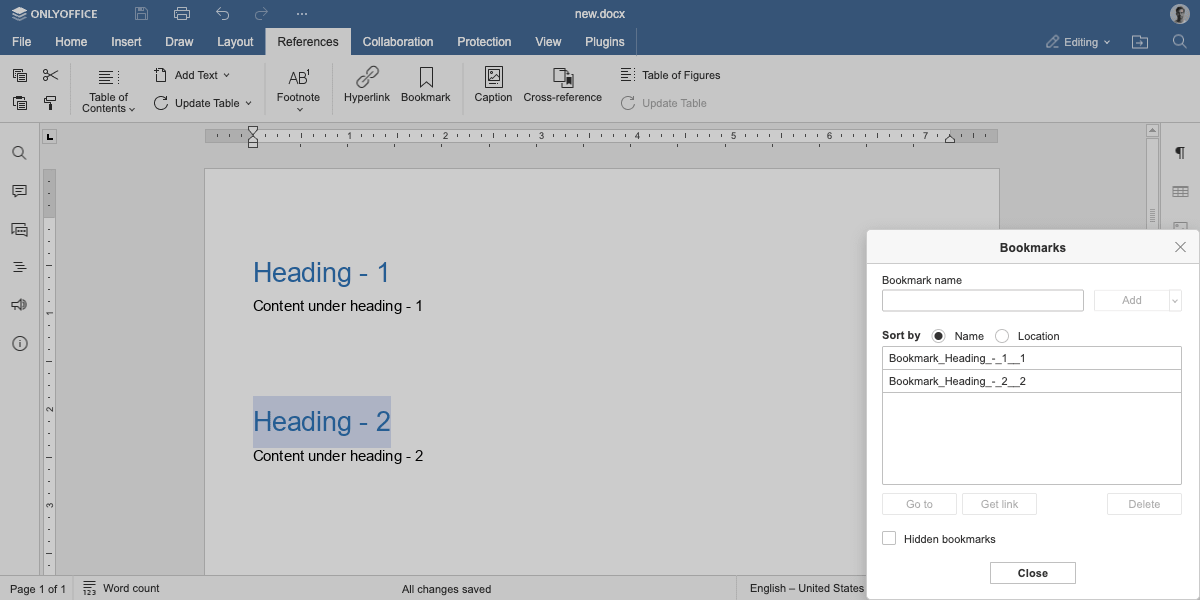 ONLYOFFICE
new.docx
File Home Insert Draw Layout References Collaboration Protection View Plugins Editing
Table of Contents
Add Text
Update Table
AB1
Footnote
Hyperlink
Bookmark
Caption
Cross-reference
Table of Figures
Update Table
L
1 2 3 4 5 6 7
1
2
3
Heading - 1
Content under heading - 1
Heading - 2
Content under heading - 2
Bookmarks
Bookmark name
Add
Sort by Name Location
Bookmark_Heading_-_1__1
Bookmark_Heading_-_2__2
Go to Get link Delete
Hidden bookmarks
Close
Page 1 of 1 123 Word count All changes saved English – United States